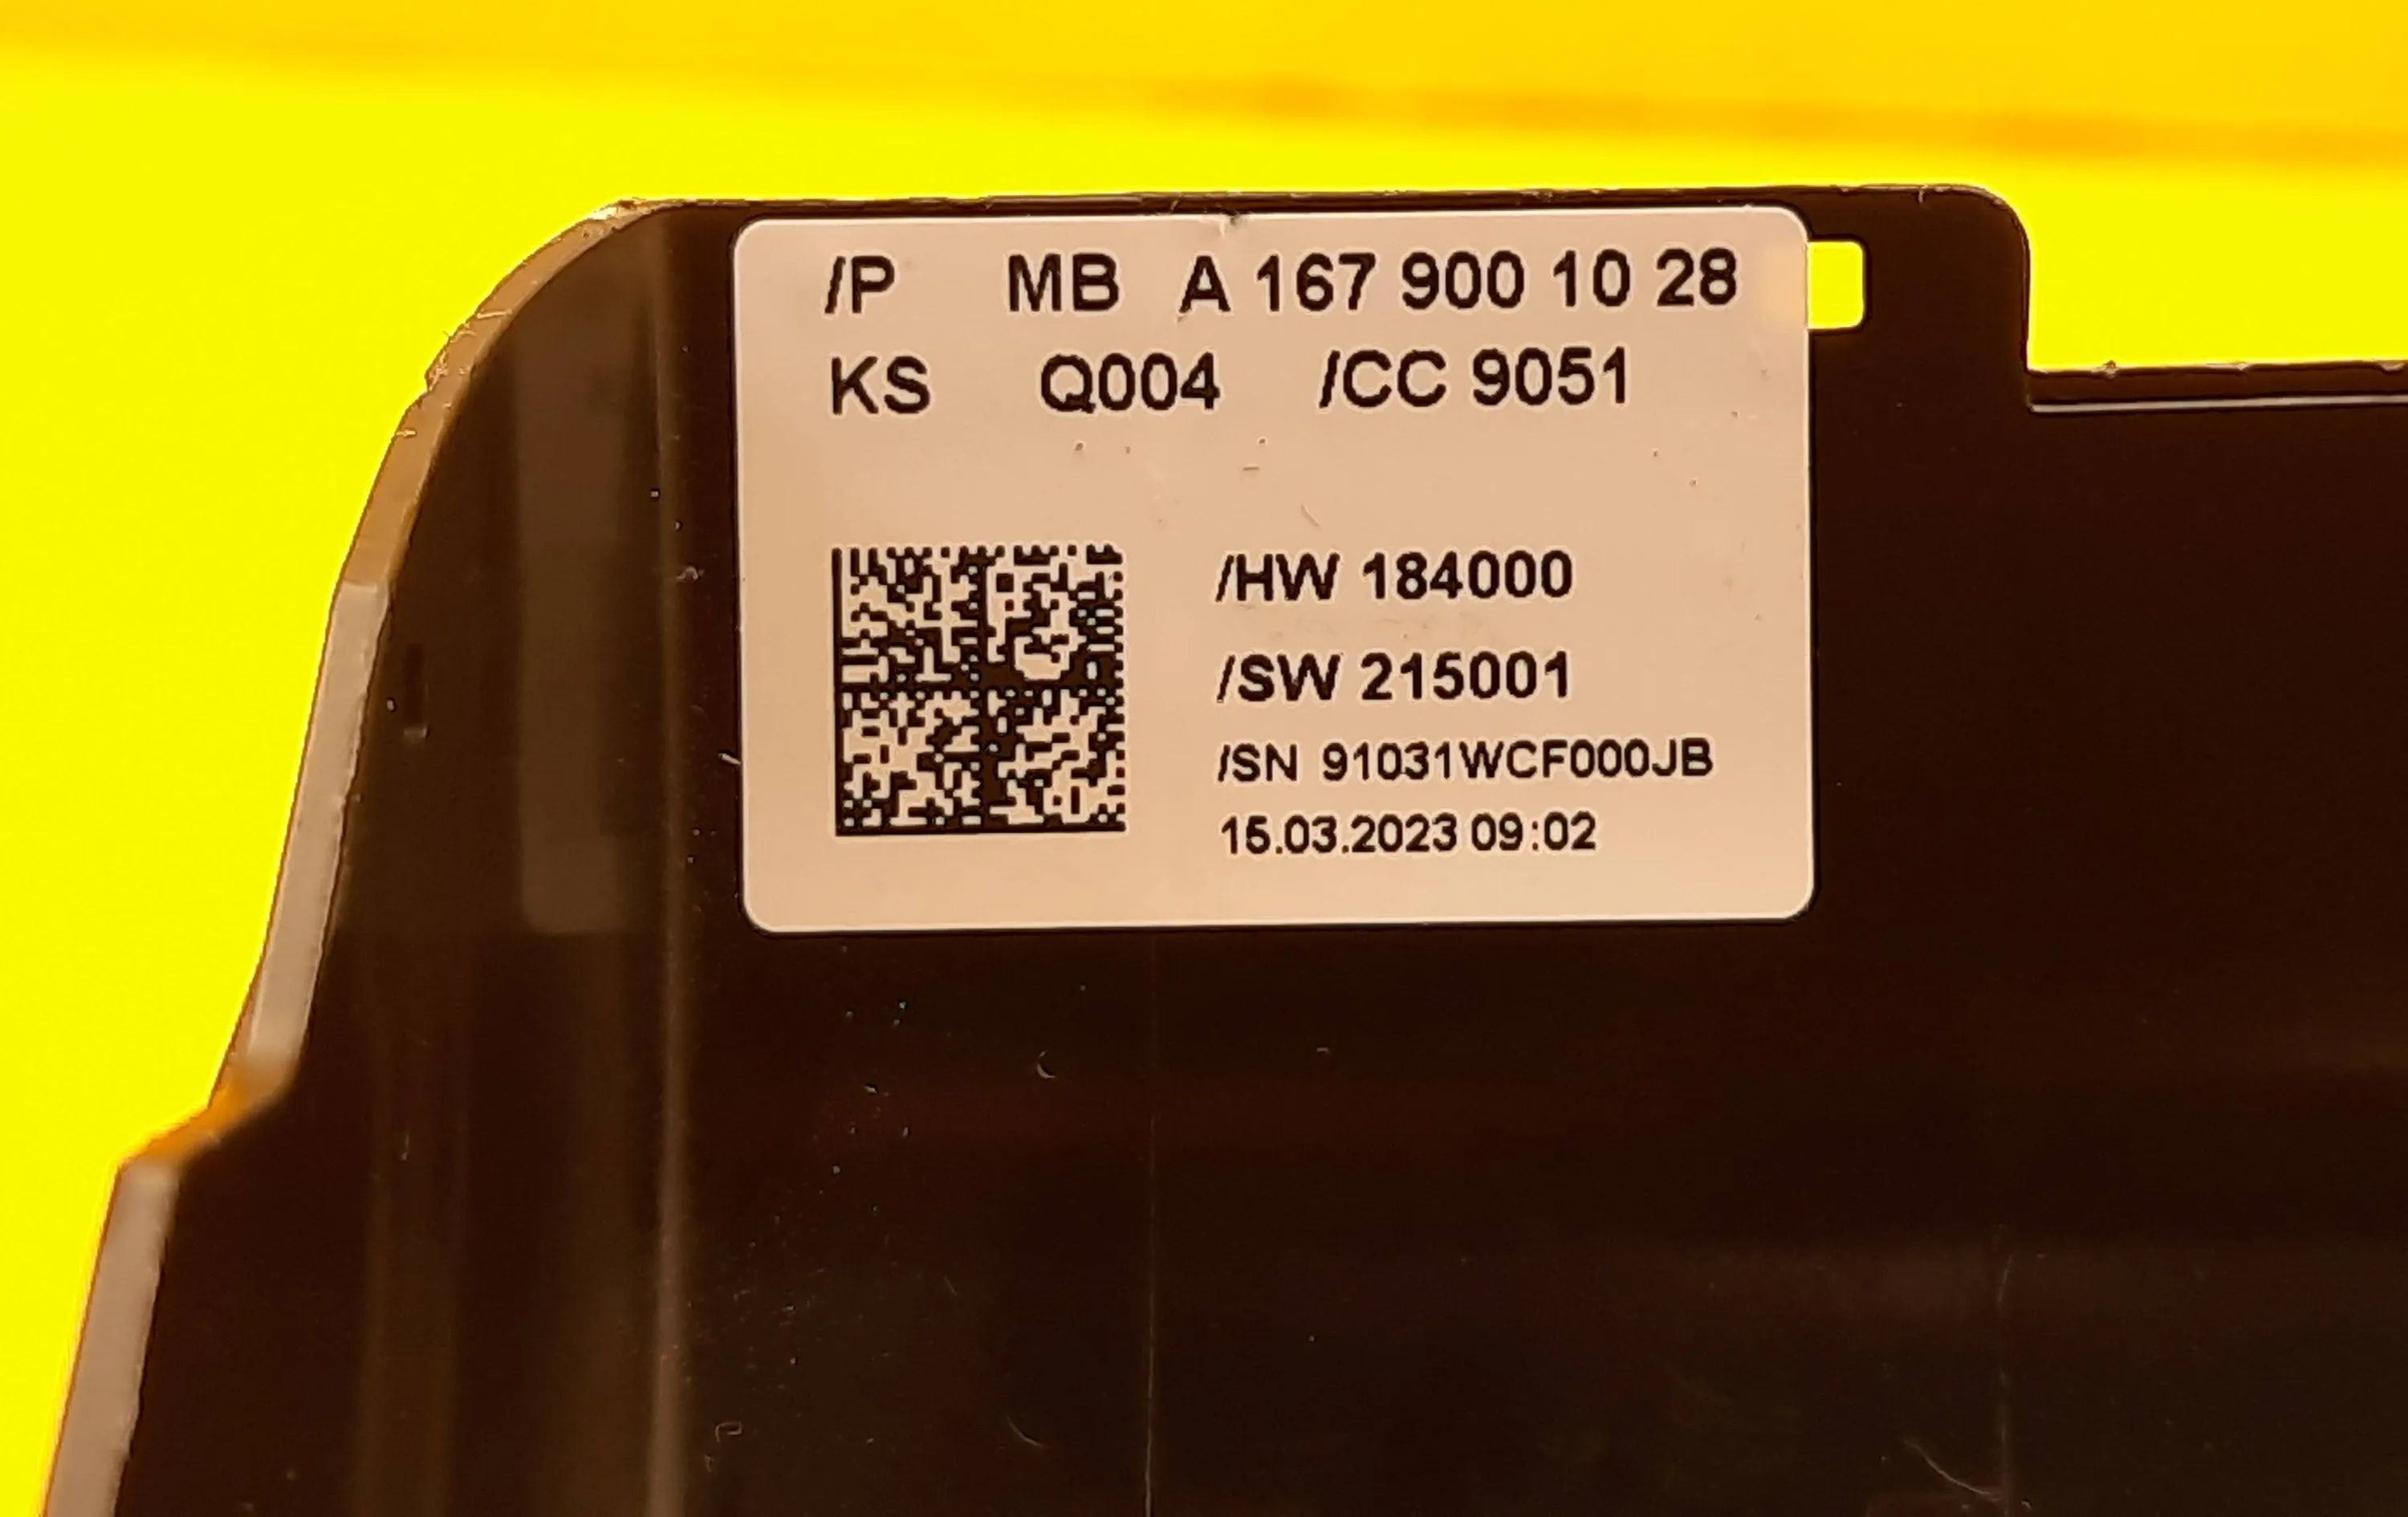 /P MB A 167 900 10 28
KS Q004 /CC 9051
/HW 184000
/SW 215001
/SN 91031WCF000JB
15.03.2023 09:02